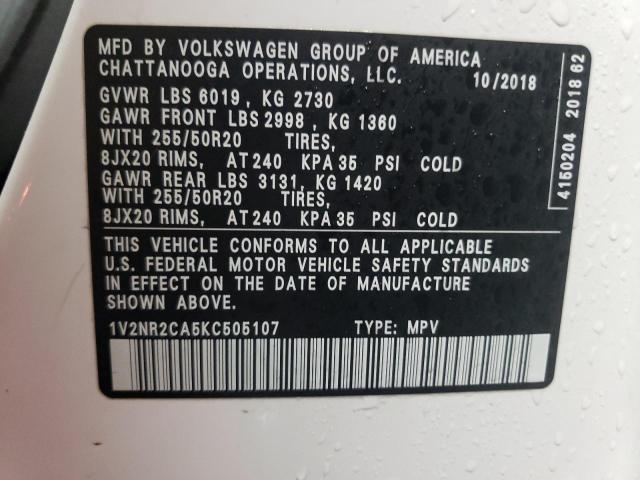 MFD BY VOLKSWAGEN GROUP OF AMERICA
CHATTANOOGA OPERATIONS, LLC. 10/2018
GVWR LBS 6019 , KG 2730
GAWR FRONT LBS 2998 , KG 1360
WITH 255/50R20 TIRES,
8JX20 RIMS, AT 240 KPA 35 PSI COLD
GAWR REAR LBS 3131, KG 1420
WITH 255/50R20 TIRES,
8JX20 RIMS, AT 240 KPA 35 PSI COLD
THIS VEHICLE CONFORMS TO ALL APPLICABLE
U.S. FEDERAL MOTOR VEHICLE SAFETY STANDARDS
IN EFFECT ON THE DATE OF MANUFACTURE
SHOWN ABOVE.
1V2NR2CA5KC505107 TYPE: MPV
4150204 2018 62